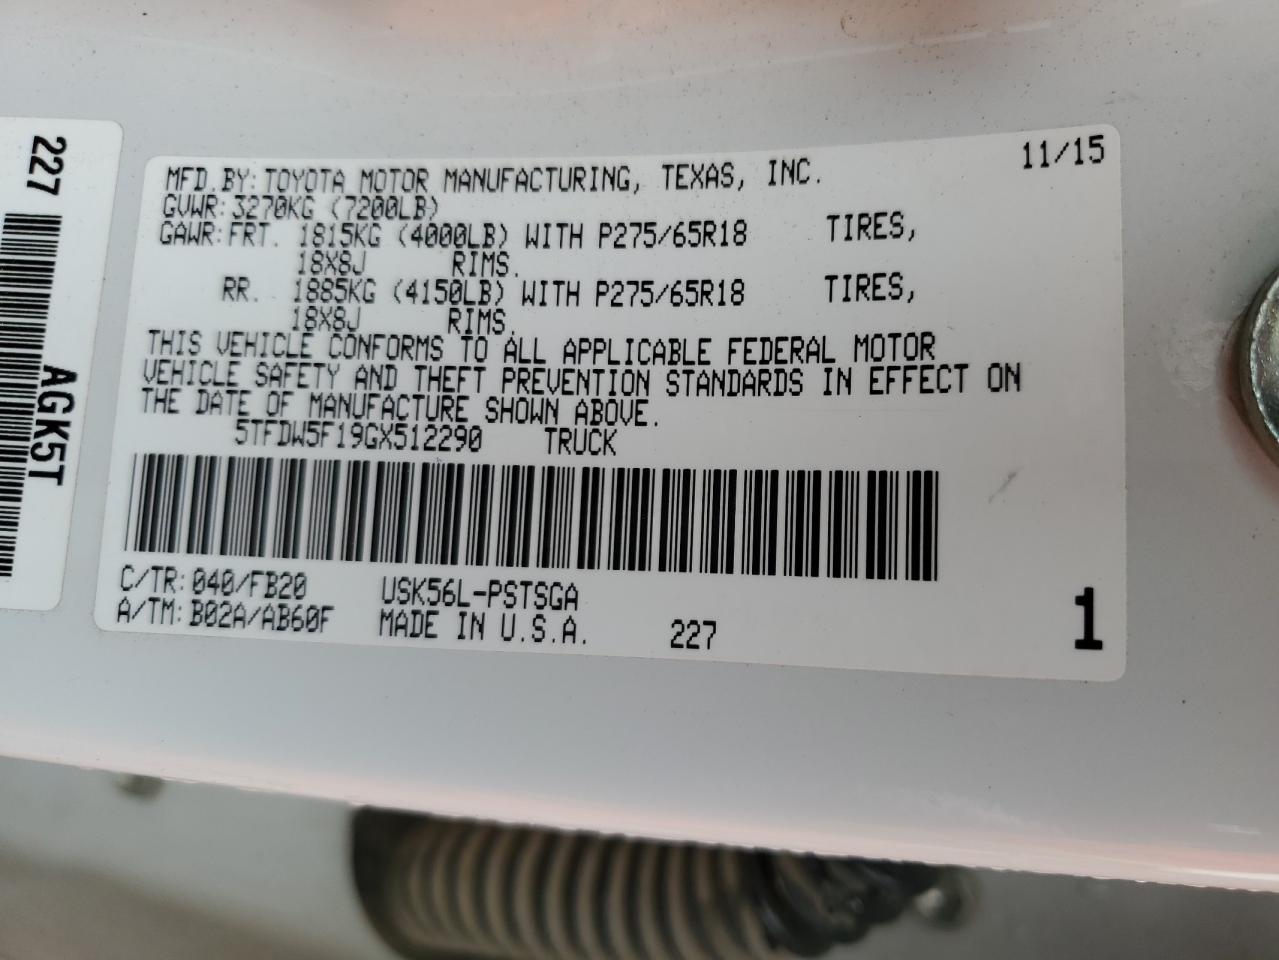 227
AGK5T
11/15
MFD.BY:TOYOTA MOTOR MANUFACTURING, TEXAS, INC.
GVWR:3270KG (7200LB)
GAWR:FRT. 1815KG (4000LB) WITH P275/65R18 TIRES,
18X8J RIMS.
RR. 1885KG (4150LB) WITH P275/65R18 TIRES,
18X8J RIMS.
THIS VEHICLE CONFORMS TO ALL APPLICABLE FEDERAL MOTOR
VEHICLE SAFETY AND THEFT PREVENTION STANDARDS IN EFFECT ON
THE DATE OF MANUFACTURE SHOWN ABOVE.
5TFDW5F19GX512290 TRUCK
C/TR:040/FB20 USK56L-PSTSGA
A/TM:B02A/AB60F MADE IN U.S.A. 227
1